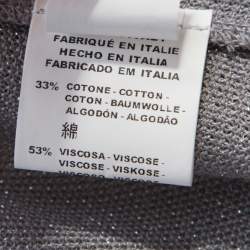 FABRIQUÉ EN ITALIE
HECHO EN ITALIA
FABRICADO EM ITALIA
33% COTONE - COTTON -
COTON - BAUMWOLLE -
ALGODÓN - ALGODÃO
綿
53% VISCOSA - VISCOSE -
VISCOSE - VISKOSE -